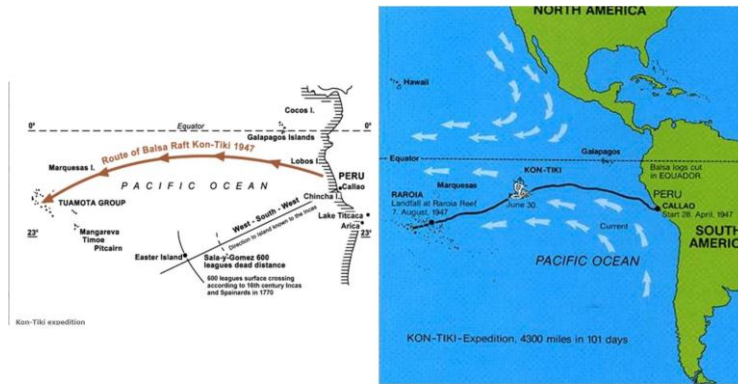 Cocos I.
Equator
0°
0°
Galapagos Islands
Route of Balsa Raft Kon-Tiki 1947
Lobos I.
Marquesas I.
PERU
Callao
PACIFIC OCEAN
Chincha I.
TUAMOTA GROUP
West - South - West
Direction to island known to the Incas
Lake Titcaca
Arica
23°
23°
Mangareva
Timoe
Pitcairn
Easter Island
Sala-y-Gomez 600
leagues dead distance
600 leagues surface crossing
according to 16th century Incas
and Spainards in 1770
Kon-Tiki expedition
NORTH AMERICA
Hawaii
Equator
Galapagos
Balsa logs cut
in EQUADOR
KON-TIKI
RAROIA
Marquesas
Landfall at Raroia Reef
7. August, 1947
June 30.
PERU
CALLAO
Start 28. April, 1947
Current
SOUTH
AMERIC
PACIFIC OCEAN
KON-TIKI-Expedition, 4300 miles in 101 days